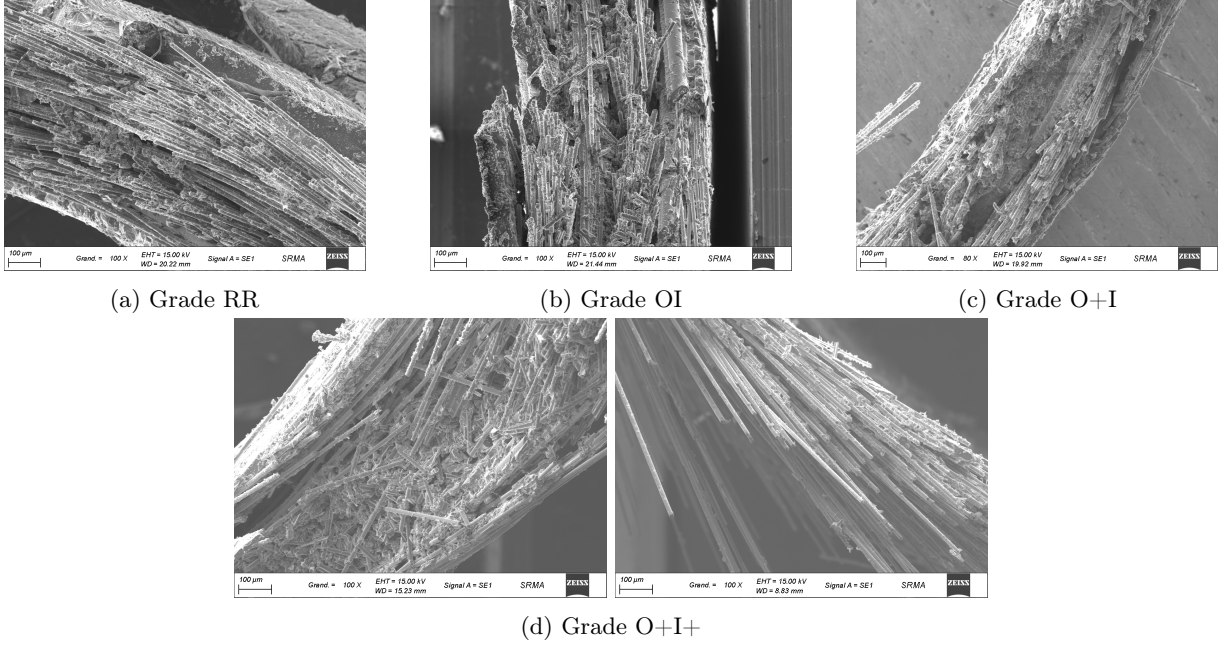 100 µm
Grand. = 100 X
EHT = 15.00 kV
WD = 20.22 mm
Signal A = SE1
SRMA
ZEISS
100 µm
Grand. = 100 X
EHT = 15.00 kV
WD = 21.44 mm
Signal A = SE1
SRMA
ZEISS
100 µm
Grand. = 80 X
EHT = 15.00 kV
WD = 19.92 mm
Signal A = SE1
SRMA
ZEISS
(a) Grade RR
(b) Grade OI
(c) Grade O+I
100 µm
Grand. = 100 X
EHT = 15.00 kV
WD = 15.23 mm
Signal A = SE1
SRMA
ZEISS
100 µm
Grand. = 100 X
EHT = 15.00 kV
WD = 8.83 mm
Signal A = SE1
SRMA
ZEISS
(d) Grade O+I+